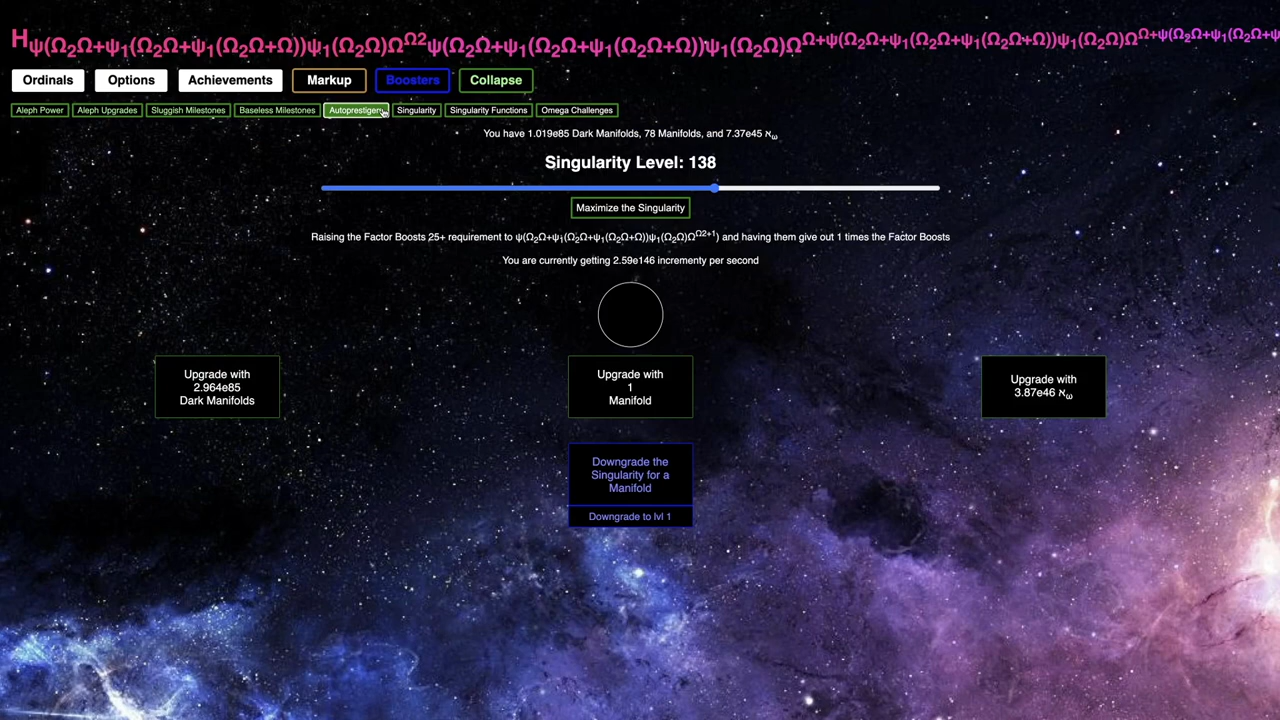 Hψ(Ω₂Ω+ψ₁(Ω₂Ω+ψ₁(Ω₂Ω+Ω))ψ₁(Ω₂Ω)Ω^Ω2 ψ(Ω₂Ω+ψ₁(Ω₂Ω+ψ₁(Ω₂Ω+Ω))ψ₁(Ω₂Ω)Ω^Ω+ψ(Ω₂Ω+ψ₁(Ω₂Ω+ψ₁(Ω₂Ω+Ω))ψ₁(Ω₂Ω)Ω^Ω+ψ(Ω₂Ω+ψ₁(Ω₂Ω+ψ
Ordinals Options Achievements Markup Boosters Collapse
Aleph Power Aleph Upgrades Sluggish Milestones Baseless Milestones Autoprestigers Singularity Singularity Functions Omega Challenges
You have 1.019e85 Dark Manifolds, 78 Manifolds, and 7.37e45 ℵω
Singularity Level: 138
Maximize the Singularity
Raising the Factor Boosts 25+ requirement to ψ(Ω₂Ω+ψ₁(Ω₂Ω+ψ₁(Ω₂Ω+Ω))ψ₁(Ω₂Ω)Ω^Ω2+1) and having them give out 1 times the Factor Boosts
You are currently getting 2.59e146 incrementy per second
Upgrade with
2.964e85
Dark Manifolds
Upgrade with
1
Manifold
Upgrade with
3.87e46 ℵω
Downgrade the
Singularity for a
Manifold
Downgrade to lvl 1